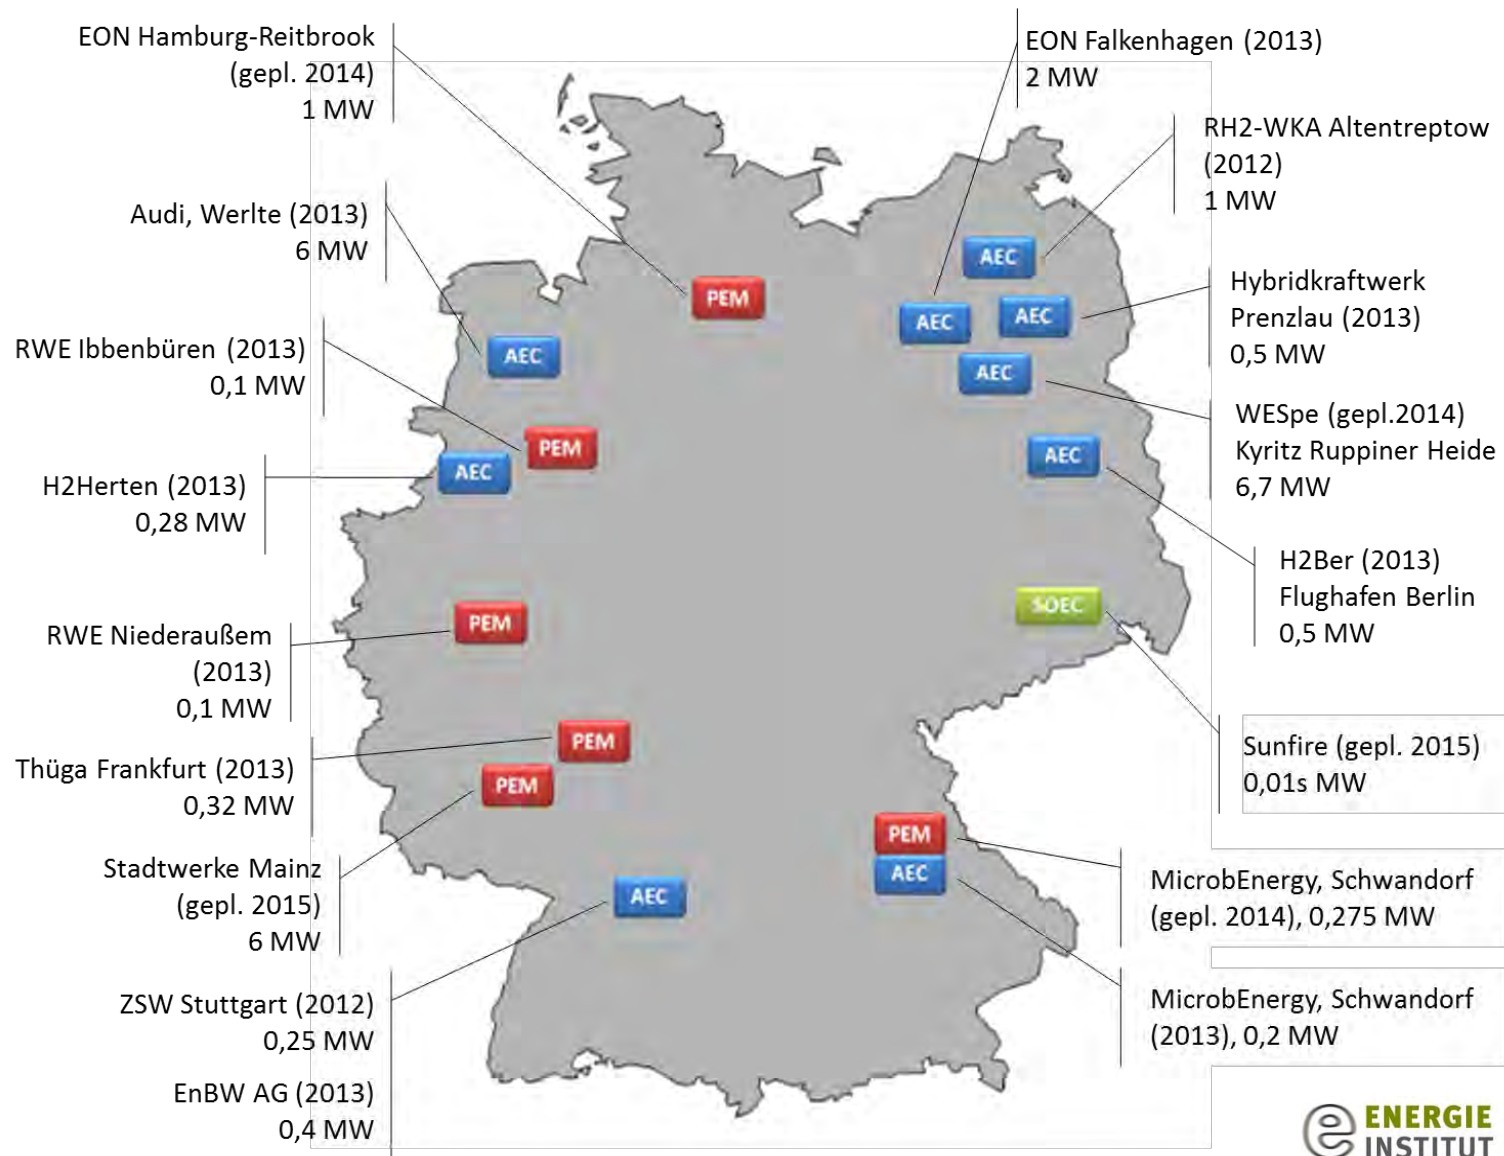 EON Hamburg-Reitbrook
(gepl. 2014)
1 MW
Audi, Werlte (2013)
6 MW
RWE Ibbenbüren (2013)
0,1 MW
H2Herten (2013)
0,28 MW
RWE Niederaußem
(2013)
0,1 MW
Thüga Frankfurt (2013)
0,32 MW
Stadtwerke Mainz
(gepl. 2015)
6 MW
ZSW Stuttgart (2012)
0,25 MW
EnBW AG (2013)
0,4 MW
PEM
AEC
PEM
AEC
PEM
PEM
PEM
AEC
AEC
AEC
AEC
AEC
AEC
SOEC
PEM
AEC
EON Falkenhagen (2013)
2 MW
RH2-WKA Altentreptow
(2012)
1 MW
Hybridkraftwerk
Prenzlau (2013)
0,5 MW
WESpe (gepl.2014)
Kyritz Ruppiner Heide
6,7 MW
H2Ber (2013)
Flughafen Berlin
0,5 MW
Sunfire (gepl. 2015)
0,01s MW
MicrobEnergy, Schwandorf
(gepl. 2014), 0,275 MW
MicrobEnergy, Schwandorf
(2013), 0,2 MW
ENERGIE
INSTITUT